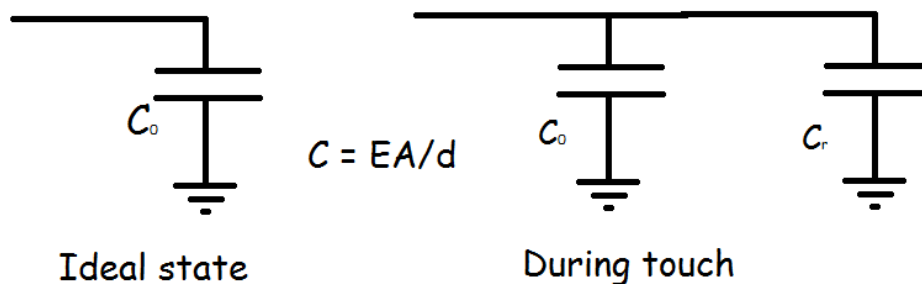 C₀
C = EA/d
C₀
Cᵣ
Ideal state
During touch